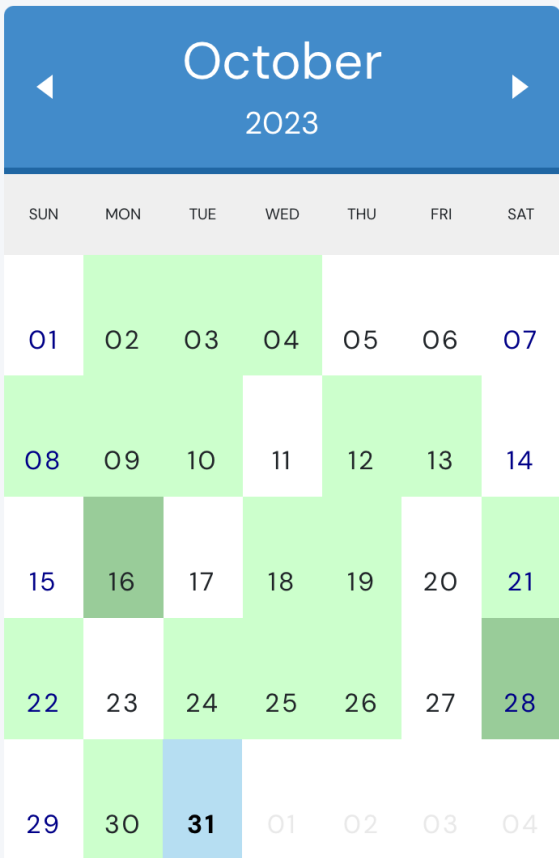 October
2023
SUN MON TUE WED THU FRI SAT
01 02 03 04 05 06 07
08 09 10 11 12 13 14
15 16 17 18 19 20 21
22 23 24 25 26 27 28
29 30 31 01 02 03 04